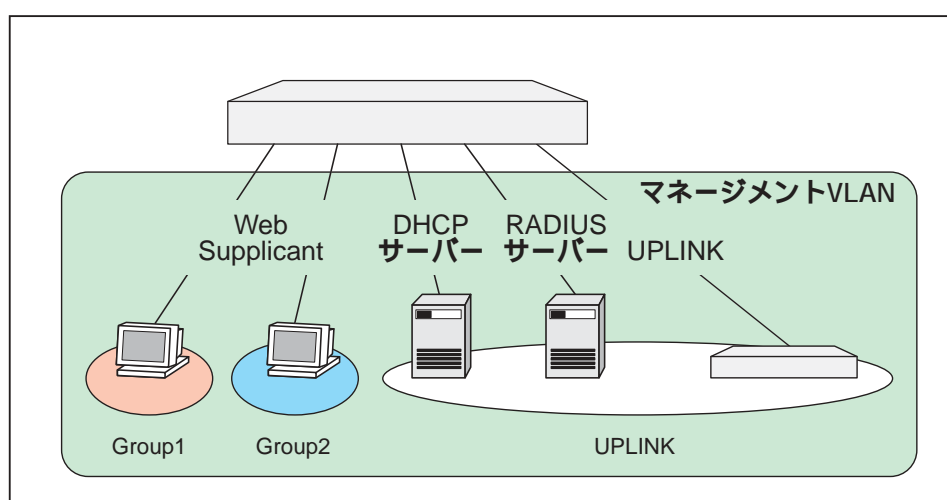 マネージメントVLAN
Web
Supplicant
DHCP
サーバー
RADIUS
サーバー
UPLINK
Group1
Group2
UPLINK